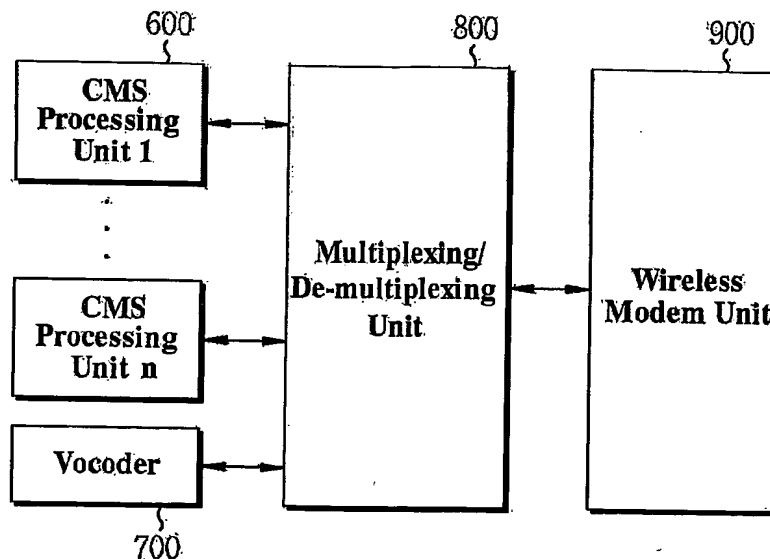 600
800
900
CMS
Processing
Unit 1
Multiplexing/
De-multiplexing
Unit
Wireless
Modem Unit
CMS
Processing
Unit n
Vocoder
700